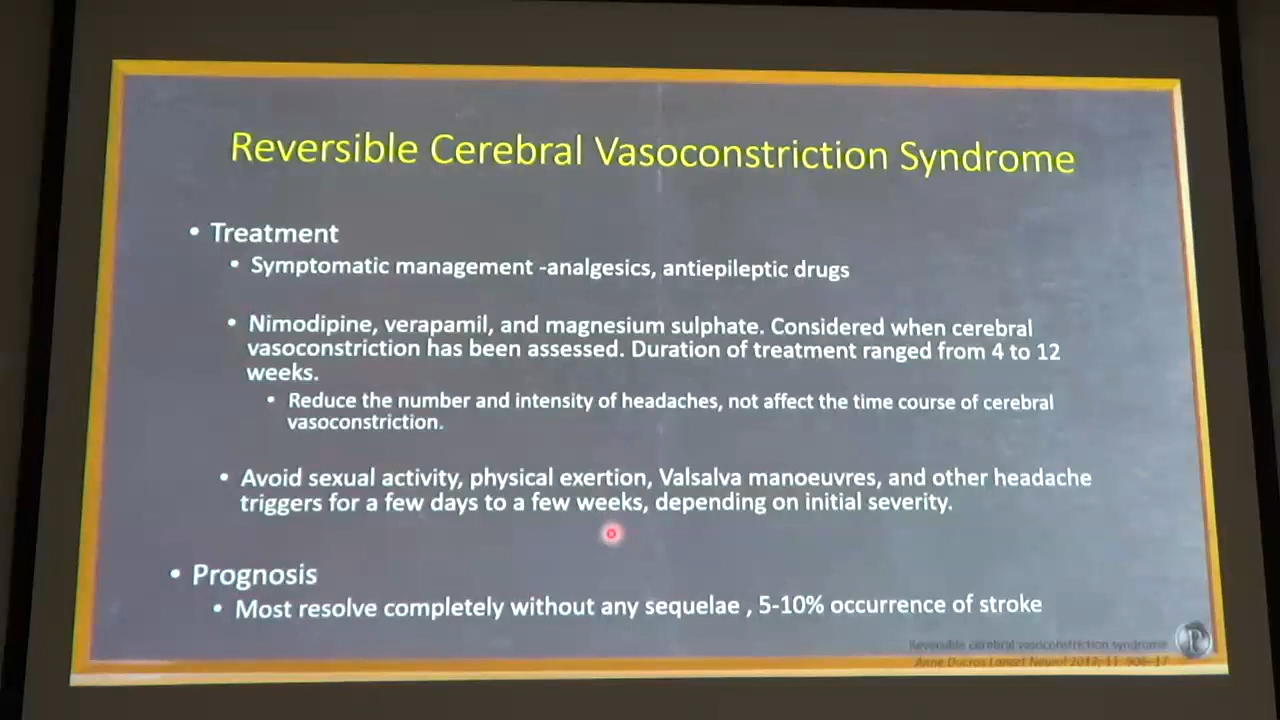 Reversible Cerebral Vasoconstriction Syndrome
• Treatment
• Symptomatic management -analgesics, antiepileptic drugs
• Nimodipine, verapamil, and magnesium sulphate. Considered when cerebral
vasoconstriction has been assessed. Duration of treatment ranged from 4 to 12
weeks.
• Reduce the number and intensity of headaches, not affect the time course of cerebral
vasoconstriction.
• Avoid sexual activity, physical exertion, Valsalva manoeuvres, and other headache
triggers for a few days to a few weeks, depending on initial severity.
• Prognosis
• Most resolve completely without any sequelae , 5-10% occurrence of stroke
Reversible cerebral vasoconstriction syndrome
Anne Ducros Lancet Neurol 11: 906–17
P